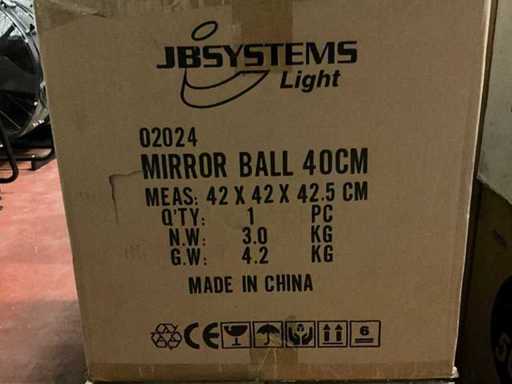 JBSYSTEMS
Light
02024
MIRROR BALL 40CM
MEAS: 42 X 42 X 42.5 CM
Q'TY: 1 PC
N.W: 3.0 KG
G.W: 4.2 KG
MADE IN CHINA
CE 6